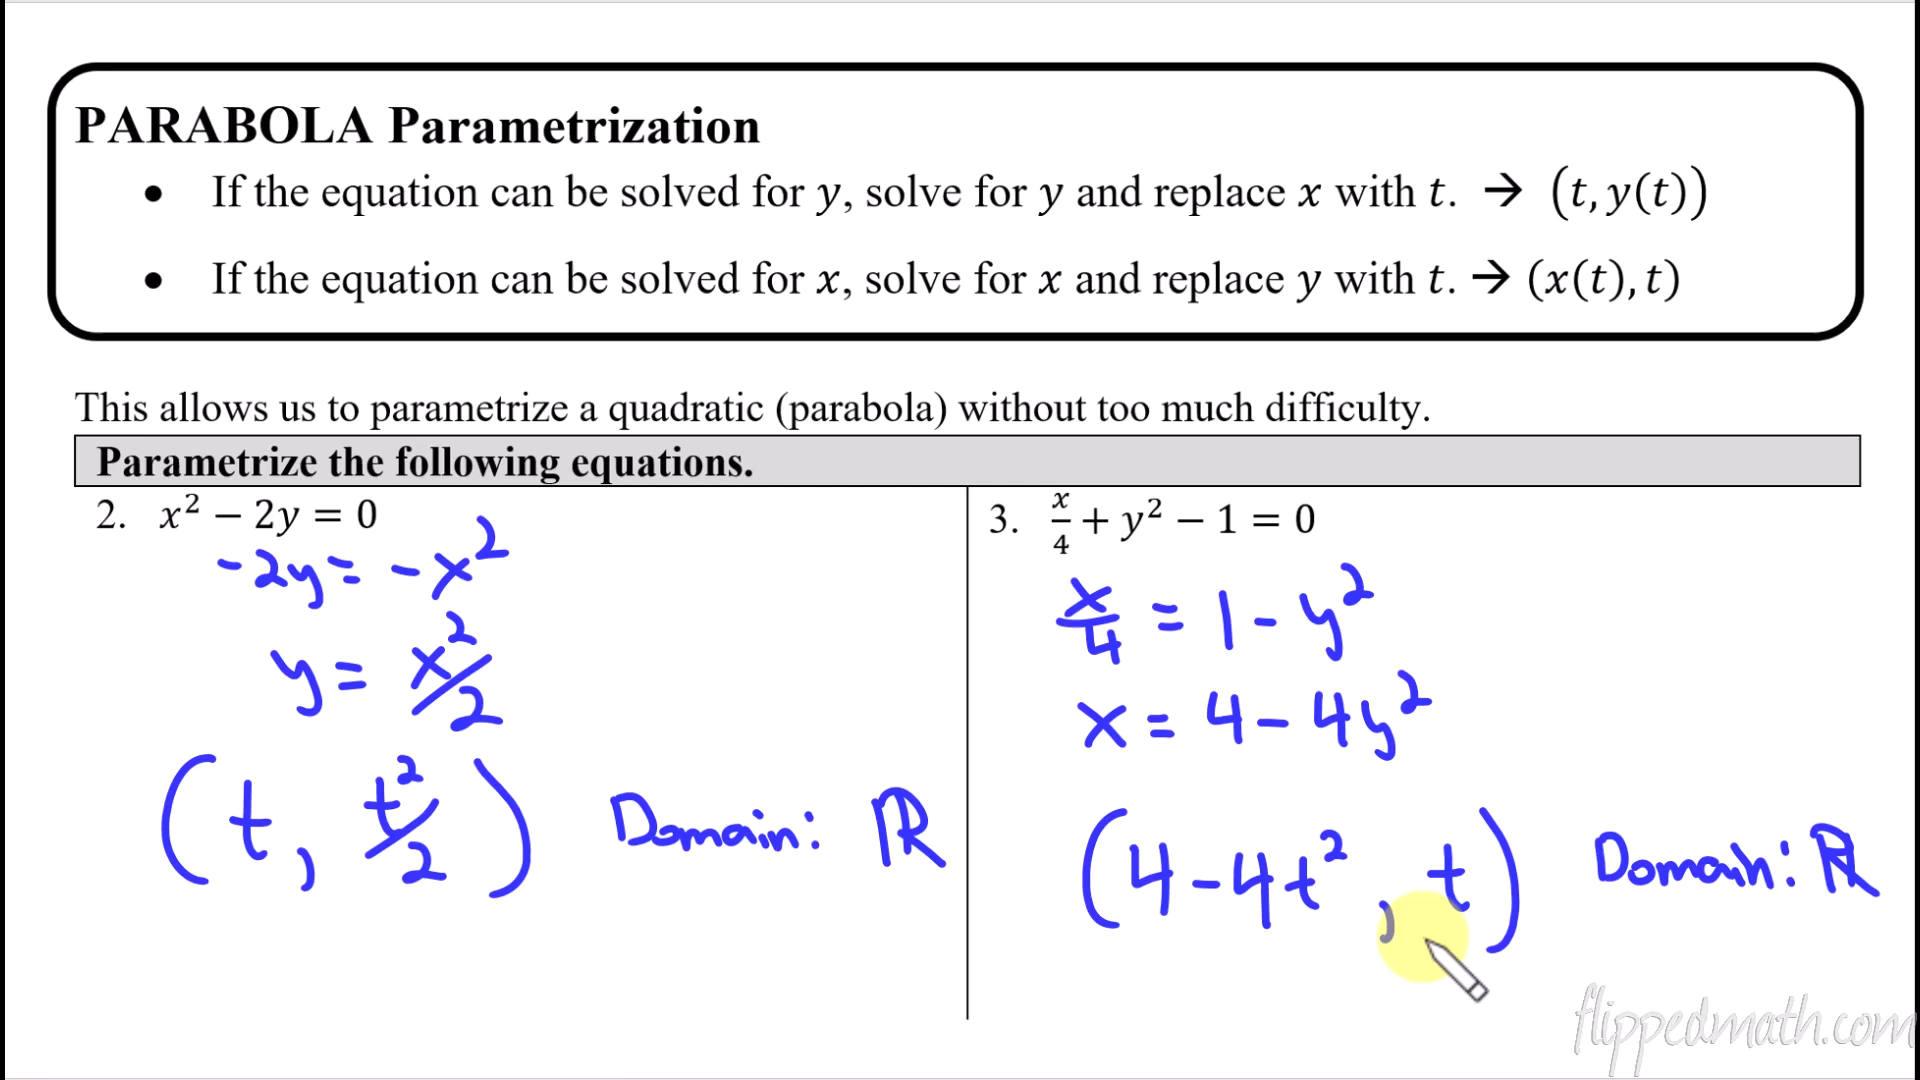 PARABOLA Parametrization
• If the equation can be solved for y, solve for y and replace x with t. → (t, y(t))
• If the equation can be solved for x, solve for x and replace y with t. → (x(t), t)
This allows us to parametrize a quadratic (parabola) without too much difficulty.
Parametrize the following equations.
2. x² − 2y = 0
-2y = -x²
y = x²/2
(t, t²/2) Domain: ℝ
3. x/4 + y² − 1 = 0
x/4 = 1 - y²
x = 4 - 4y²
(4 - 4t², t) Domain: ℝ
flippedmath.com